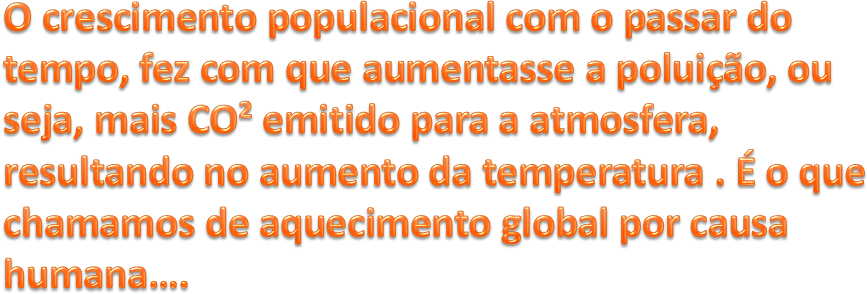 O crescimento populacional com o passar do
tempo, fez com que aumentasse a poluição, ou
seja, mais CO² emitido para a atmosfera,
resultando no aumento da temperatura . É o que
chamamos de aquecimento global por causa
humana....